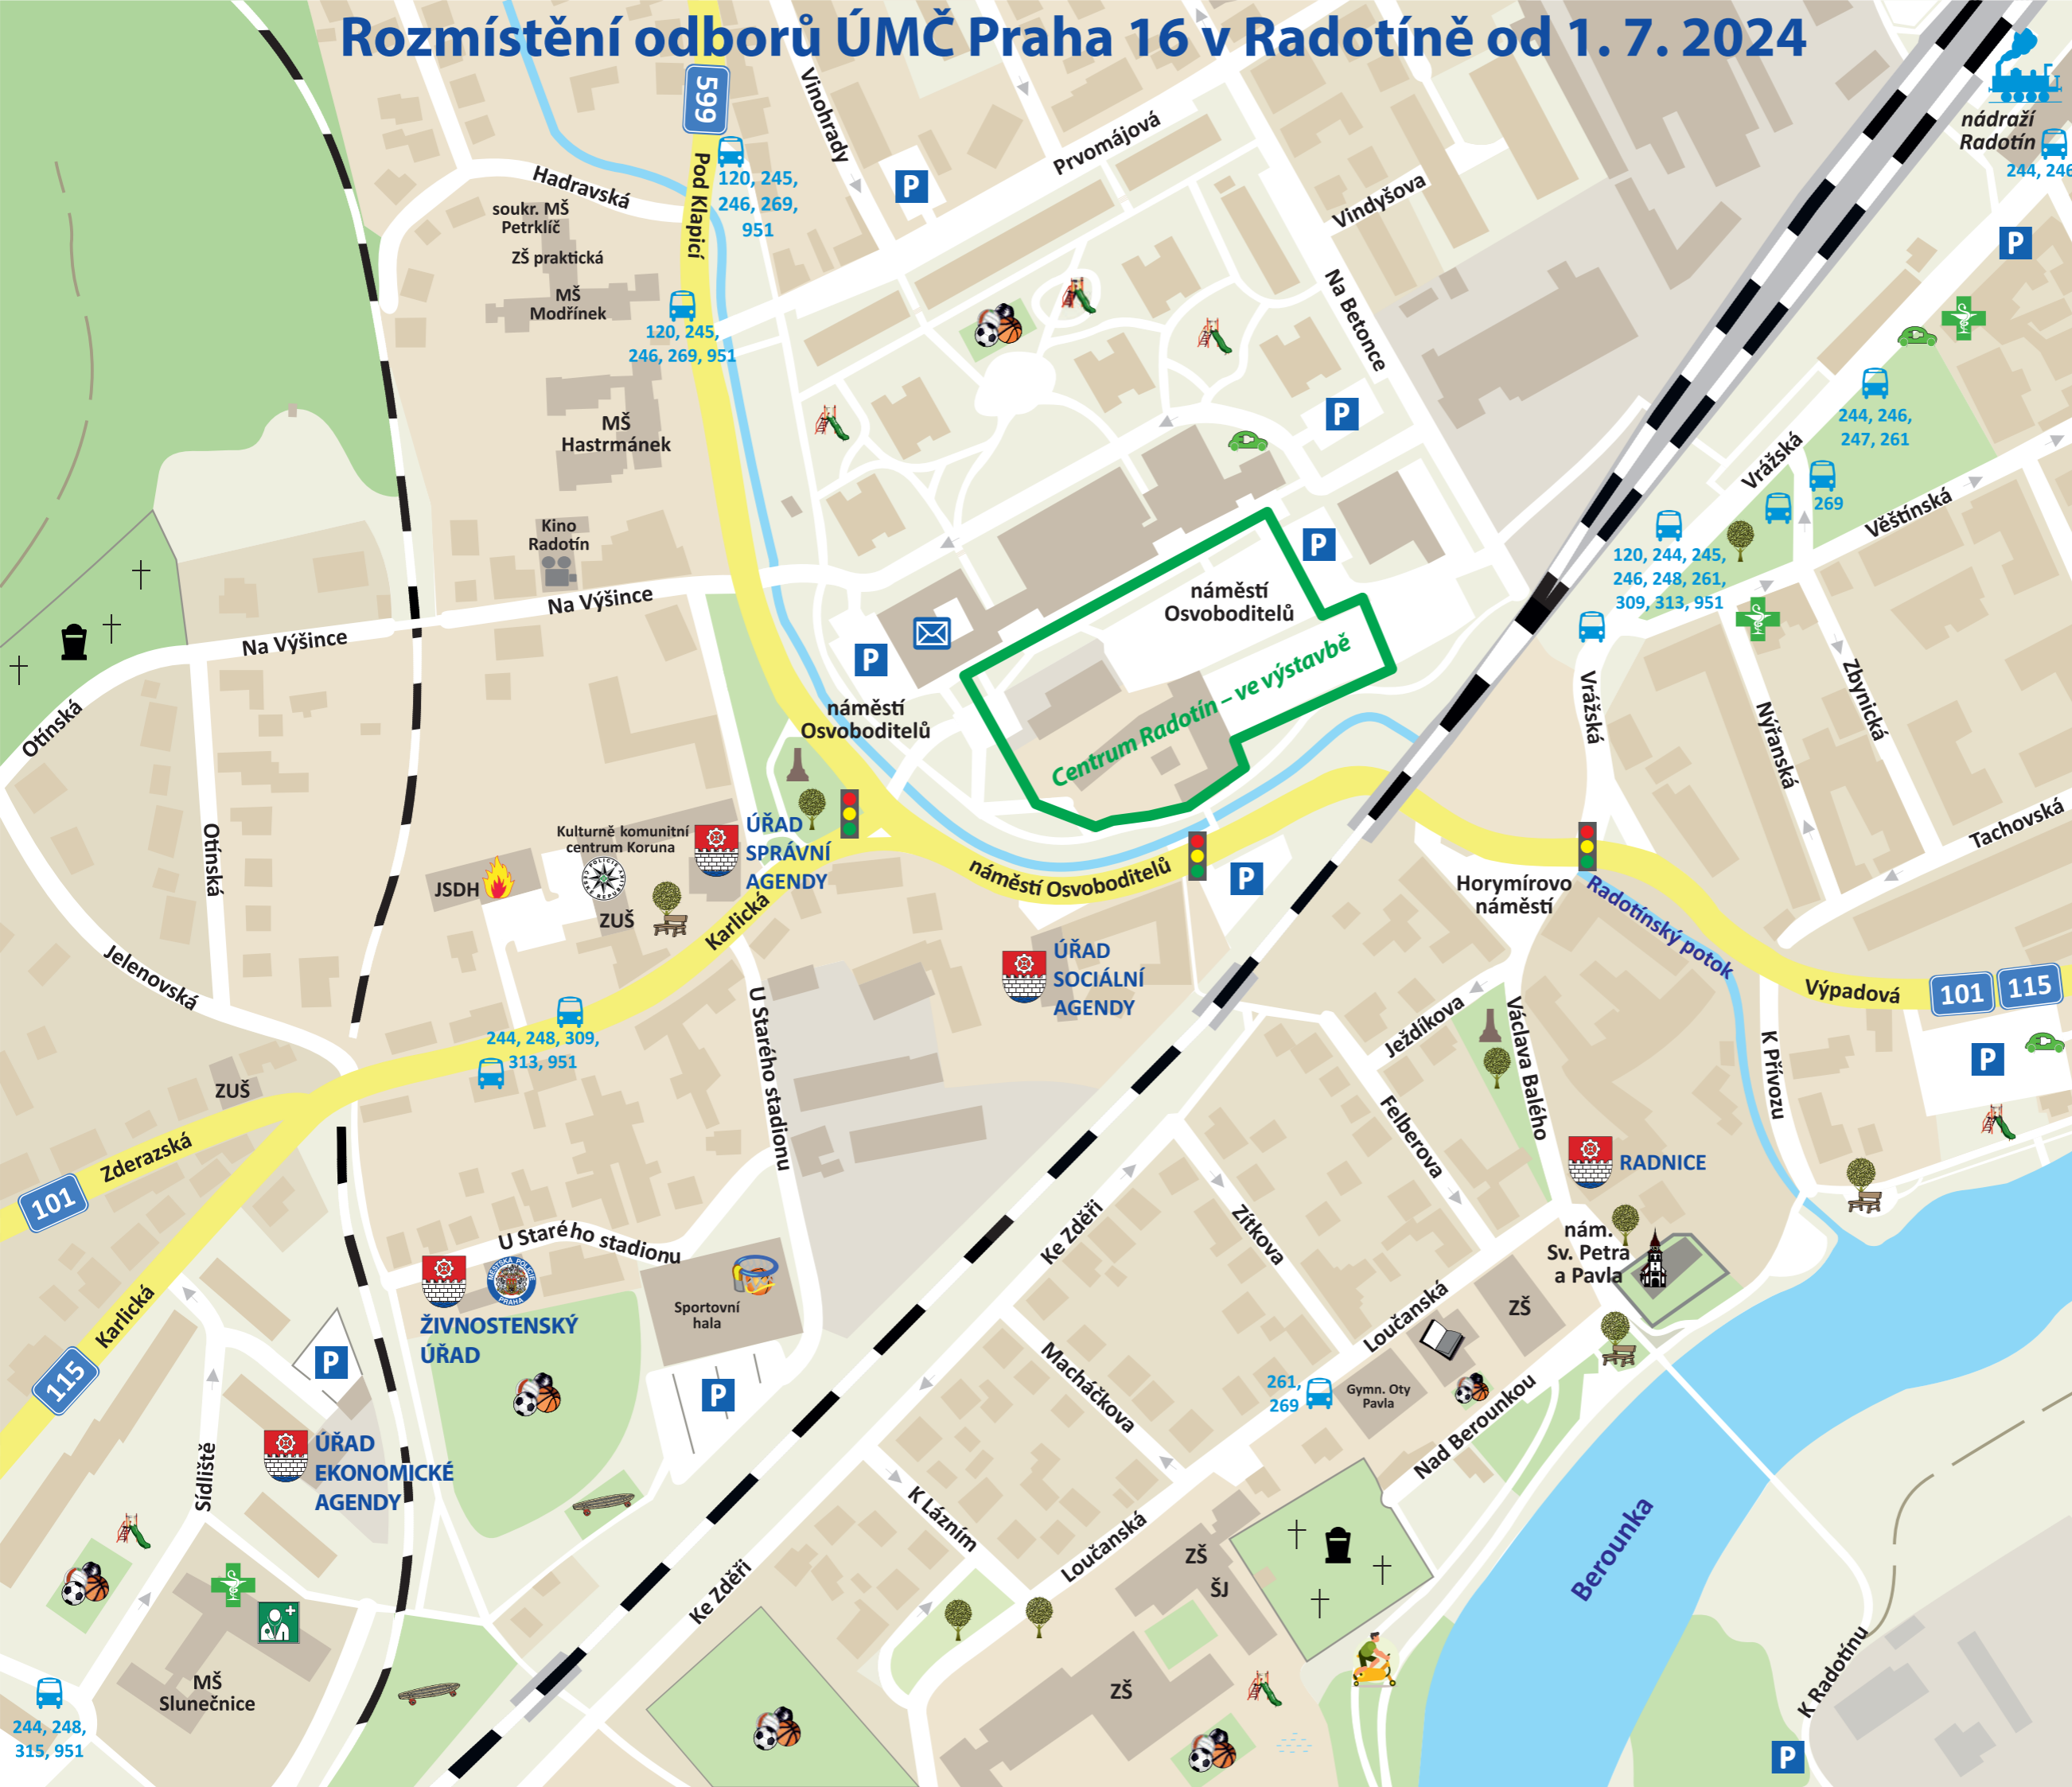 Rozmístění odborů ÚMČ Praha 16 v Radotíně od 1. 7. 2024
599
Vinohrady
Prvomájová
nádraží
Radotín
244, 246
Pod Klapicí
120, 245,
246, 269,
951
Hadravská
soukr. MŠ
Petrklíč
ZŠ praktická
MŠ
Modřínek
P
Vindyšova
P
120, 245,
246, 269, 951
Na Betonce
MŠ
Hastrmánek
P
244, 246,
247, 261
Vrážská
269
Věštínská
Kino
Radotín
P
120, 244, 245,
246, 248, 261,
309, 313, 951
náměstí
Osvoboditelů
Na Výšince
Na Výšince
P
Centrum Radotín – ve výstavbě
náměstí
Osvoboditelů
Otínská
Vrážská
Nýřanská
Zbynická
Otínská
Tachovská
Kulturně komunitní
centrum Koruna
ÚŘAD
SPRÁVNÍ
AGENDY
JSDH
POLICIE
ČESKÉ REPUBLIKY
ZUŠ
Karlická
náměstí Osvoboditelů
P
Horymírovo
náměstí
Radotínský potok
Jelenovská
ÚŘAD
SOCIÁLNÍ
AGENDY
Výpadová
101
115
244, 248, 309,
313, 951
U Starého stadionu
Ježdíkova
Václava Balého
K Přívozu
P
ZUŠ
Zderazská
101
Felberova
RADNICE
Ke Zděři
Zítkova
U Starého stadionu
nám.
Sv. Petra
a Pavla
MĚSTSKÁ POLICIE
PRAHA
ŽIVNOSTENSKÝ
ÚŘAD
Sportovní
hala
Karlická
115
P
P
Loučanská
ZŠ
Macháčkova
261,
269
Gymn. Oty
Pavla
Nad Berounkou
ÚŘAD
EKONOMICKÉ
AGENDY
Sídliště
K Lázním
Loučanská
ZŠ
ŠJ
Berounka
Ke Zděři
MŠ
Slunečnice
ZŠ
K Radotínu
244, 248,
315, 951
P